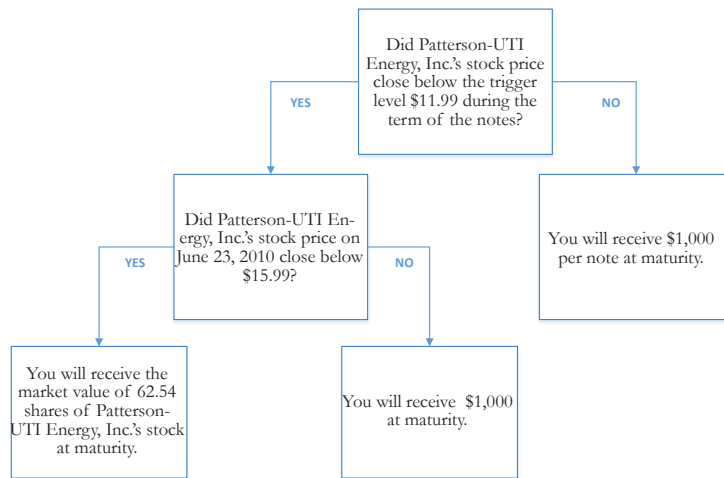 Did Patterson-UTI
Energy, Inc.'s stock price
close below the trigger
level $11.99 during the
term of the notes?
YES
NO
Did Patterson-UTI En-
ergy, Inc.'s stock price on
June 23, 2010 close below
$15.99?
You will receive $1,000
per note at maturity.
YES
NO
You will receive the
market value of 62.54
shares of Patterson-
UTI Energy, Inc.'s stock
at maturity.
You will receive $1,000
at maturity.